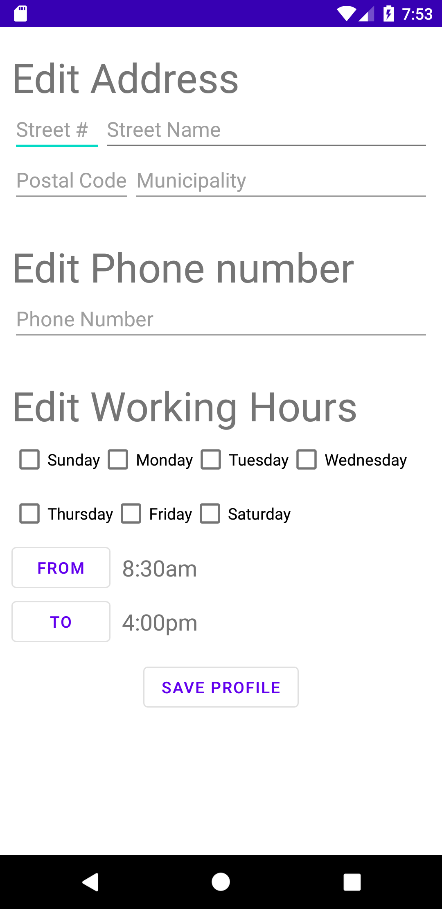 7:53
Edit Address
Street # Street Name
Postal Code Municipality
Edit Phone number
Phone Number
Edit Working Hours
Sunday Monday Tuesday Wednesday
Thursday Friday Saturday
FROM 8:30am
TO 4:00pm
SAVE PROFILE